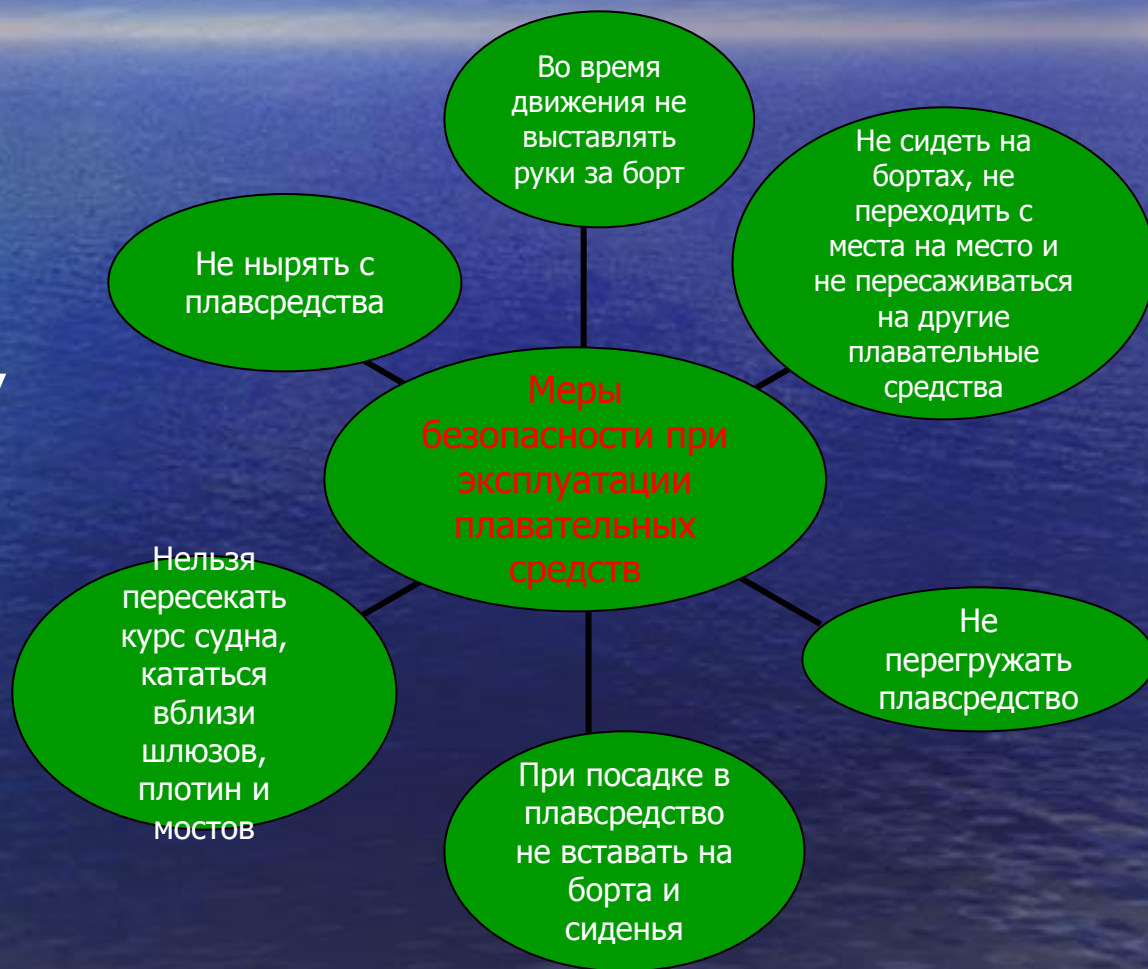 Во время
движения не
выставлять
руки за борт
Не сидеть на
бортах, не
переходить с
места на место и
не пересаживаться
на другие
плавательные
средства
Не нырять с
плавсредства
Меры
безопасности при
эксплуатации
плавательных
средств
Нельзя
пересекать
курс судна,
кататься
вблизи
шлюзов,
плотин и
мостов
Не
перегружать
плавсредство
При посадке в
плавсредство
не вставать на
борта и
сиденья